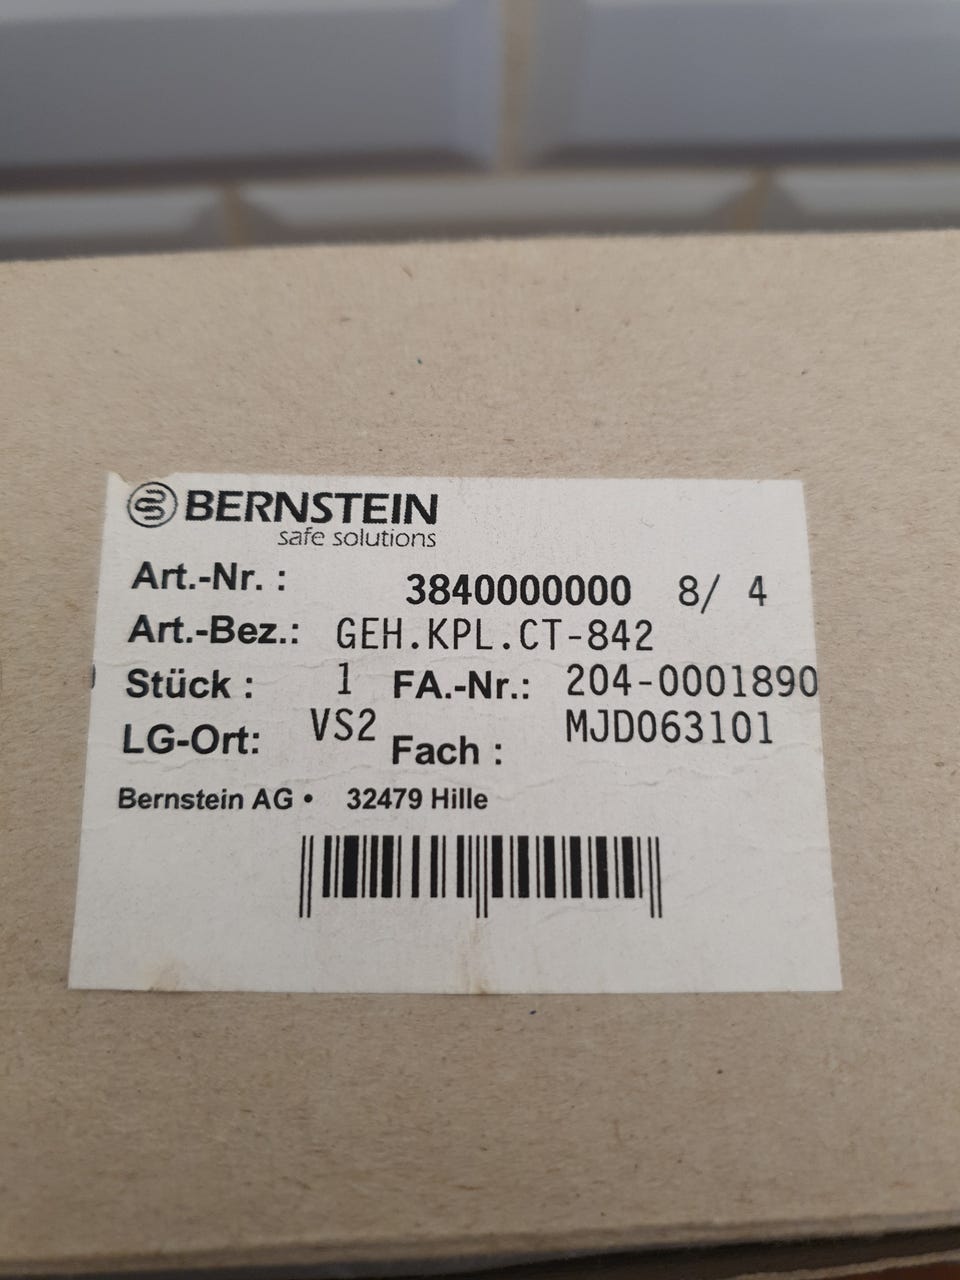 BERNSTEIN
safe solutions
Art.-Nr. : 3840000000 8/ 4
Art.-Bez.: GEH.KPL.CT-842
Stück : 1 FA.-Nr.: 204-0001890
LG-Ort: VS2 Fach : MJD063101
Bernstein AG • 32479 Hille